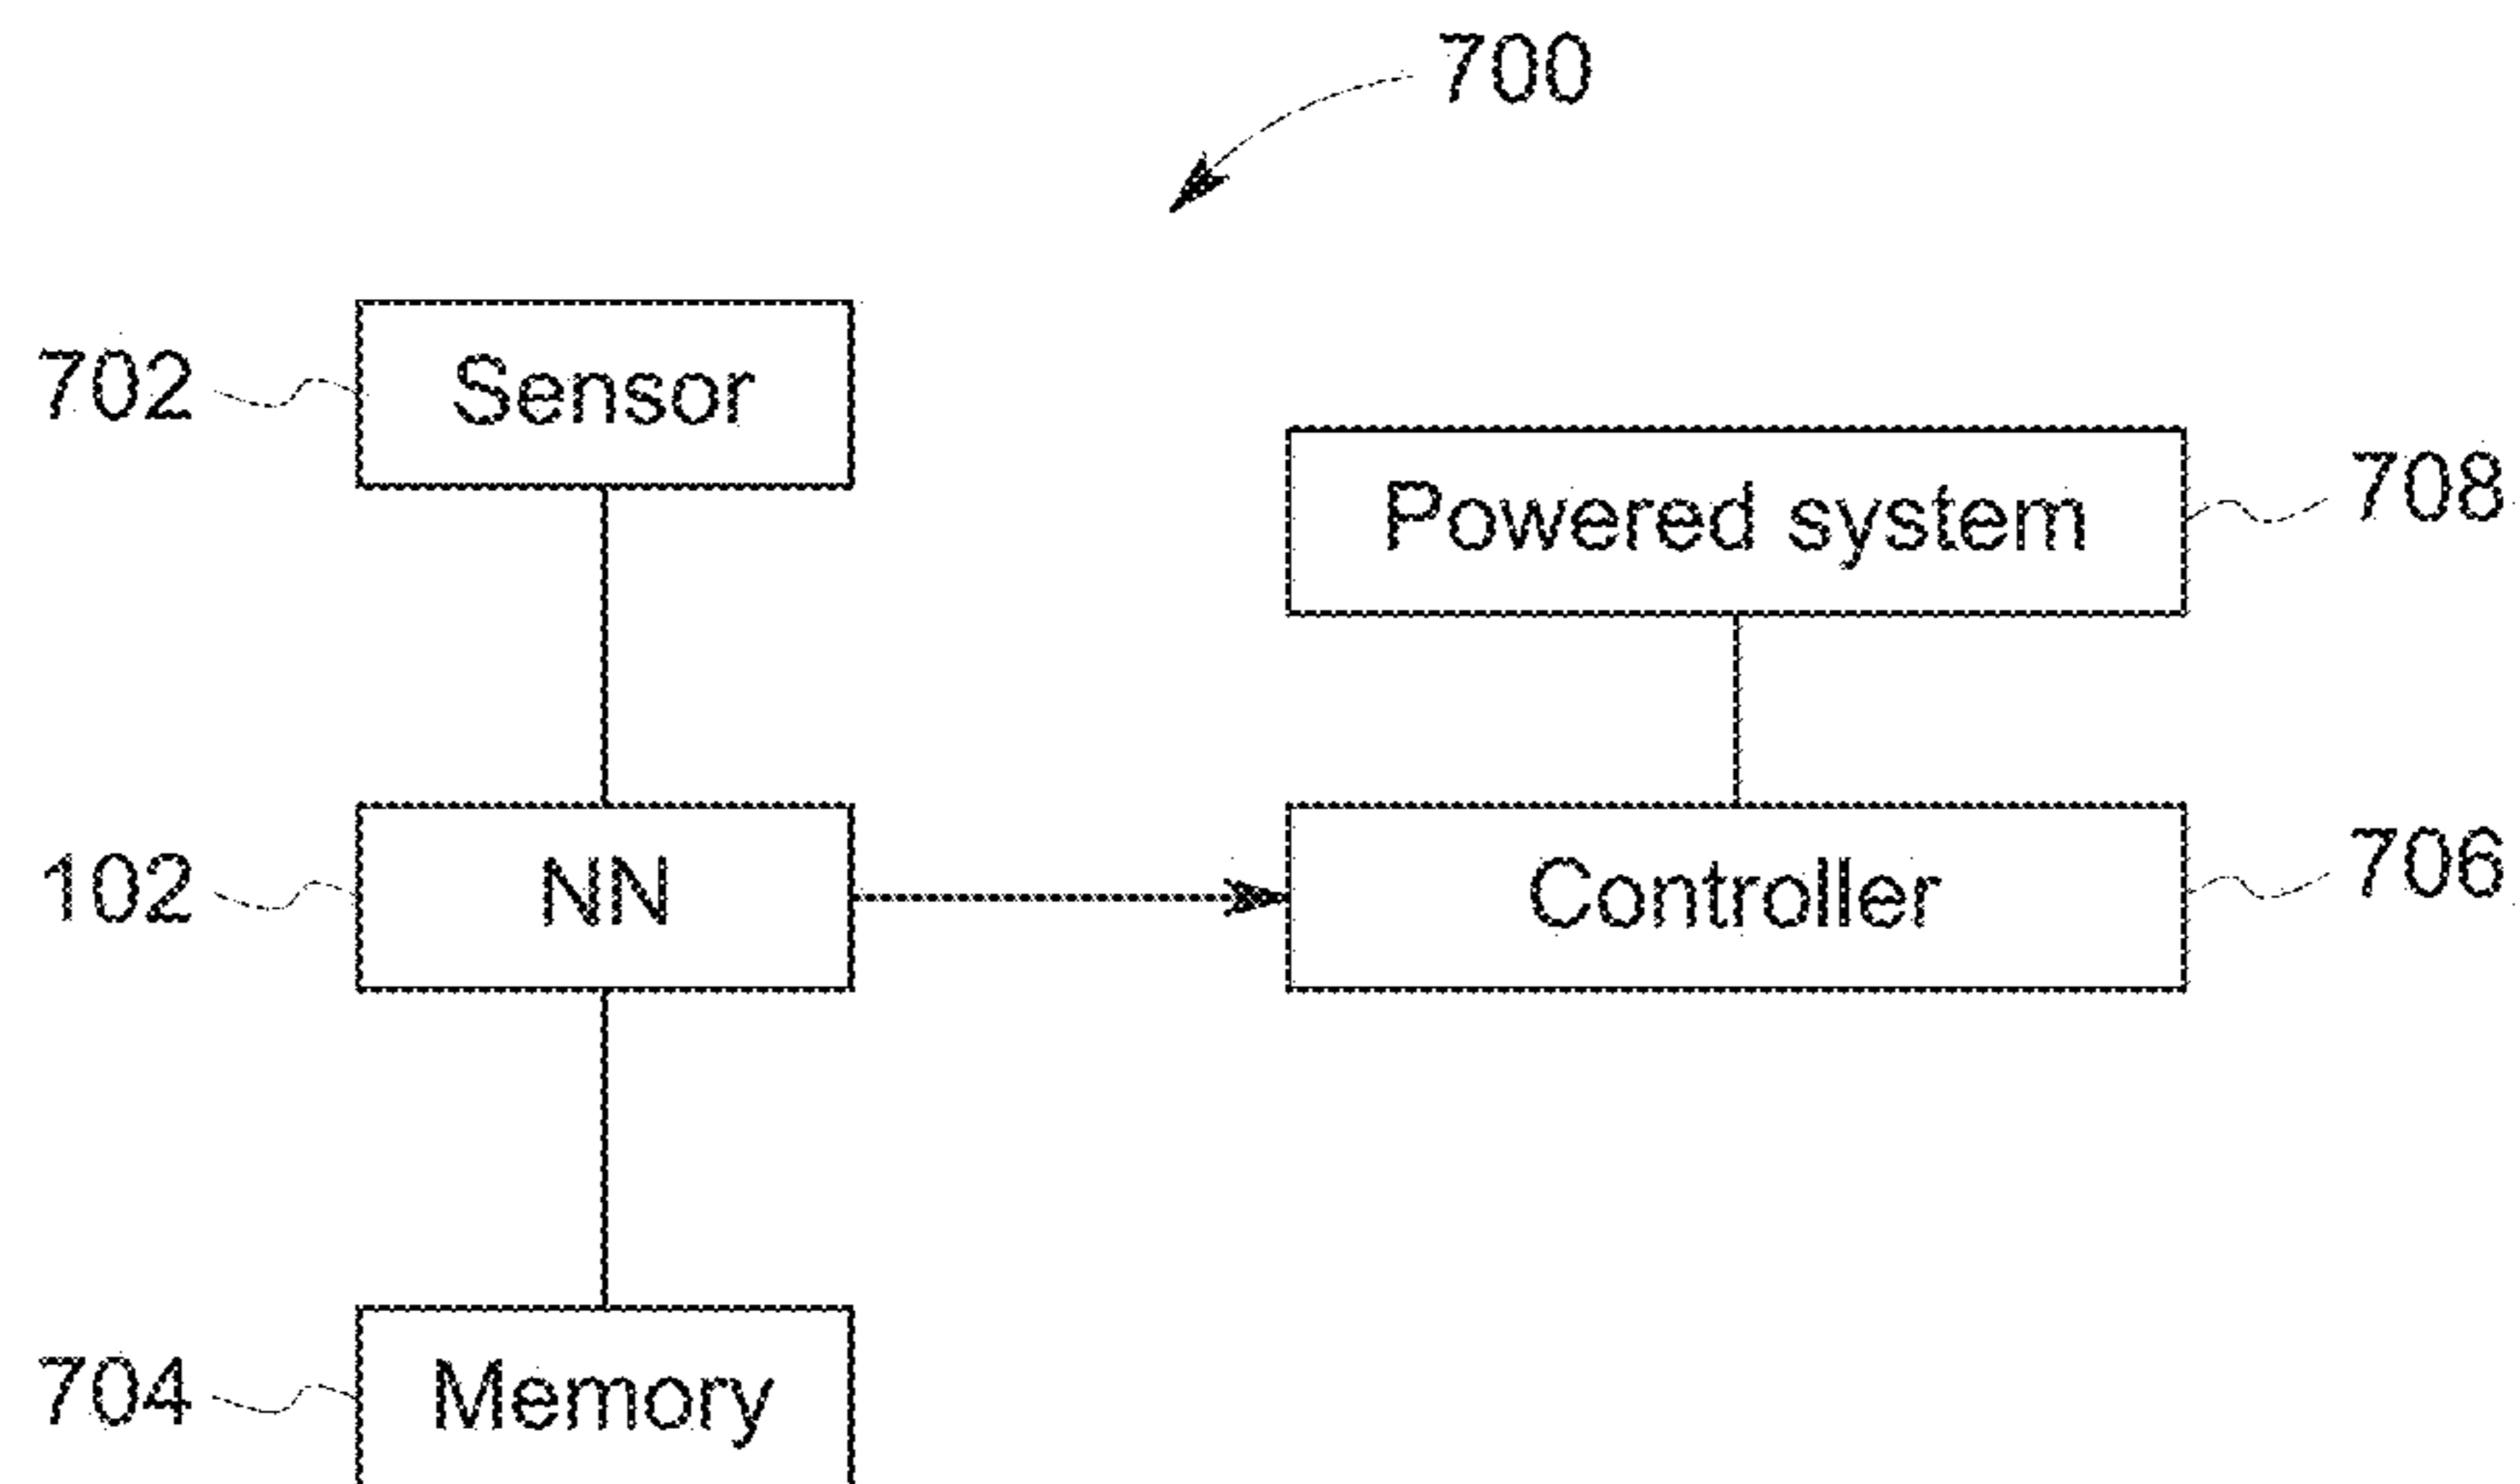 700
702 Sensor
Powered system 708
102 NN
Controller 706
704 Memory